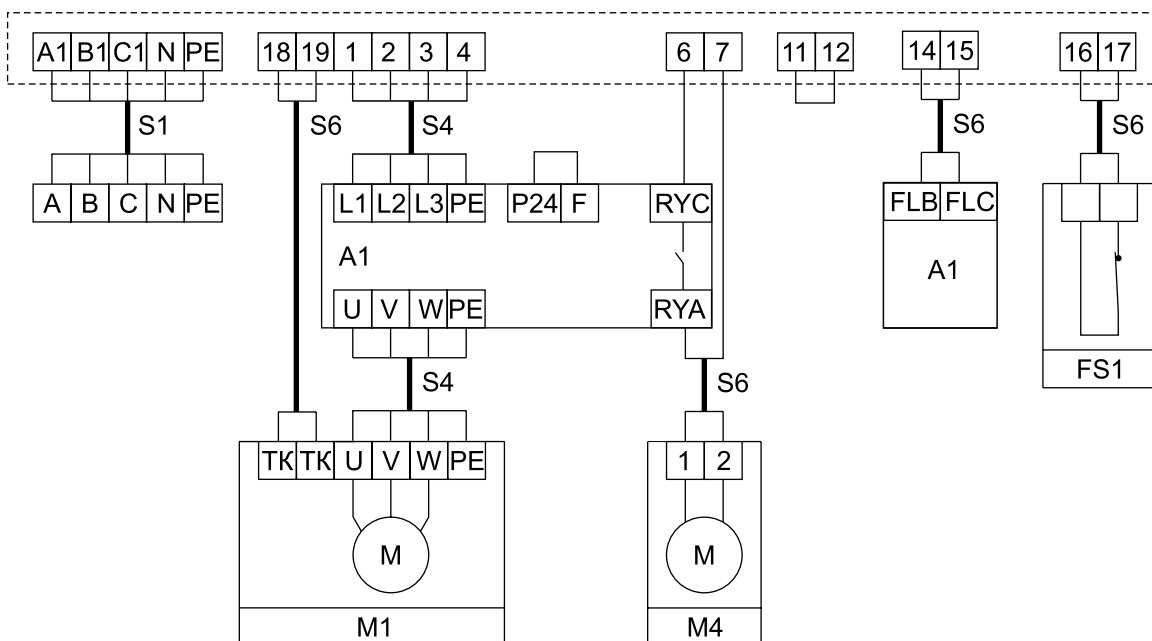 A1 B1 C1 N PE 18 19 1 2 3 4 6 7 11 12 14 15 16 17
S1 S6 S4 S6 S6
A B C N PE L1 L2 L3 PE P24 F RYC FLB FLC
A1 A1
U V W PE RYA
FS1
S4 S6
ТК ТК U V W PE 1 2
M M
M1 M4